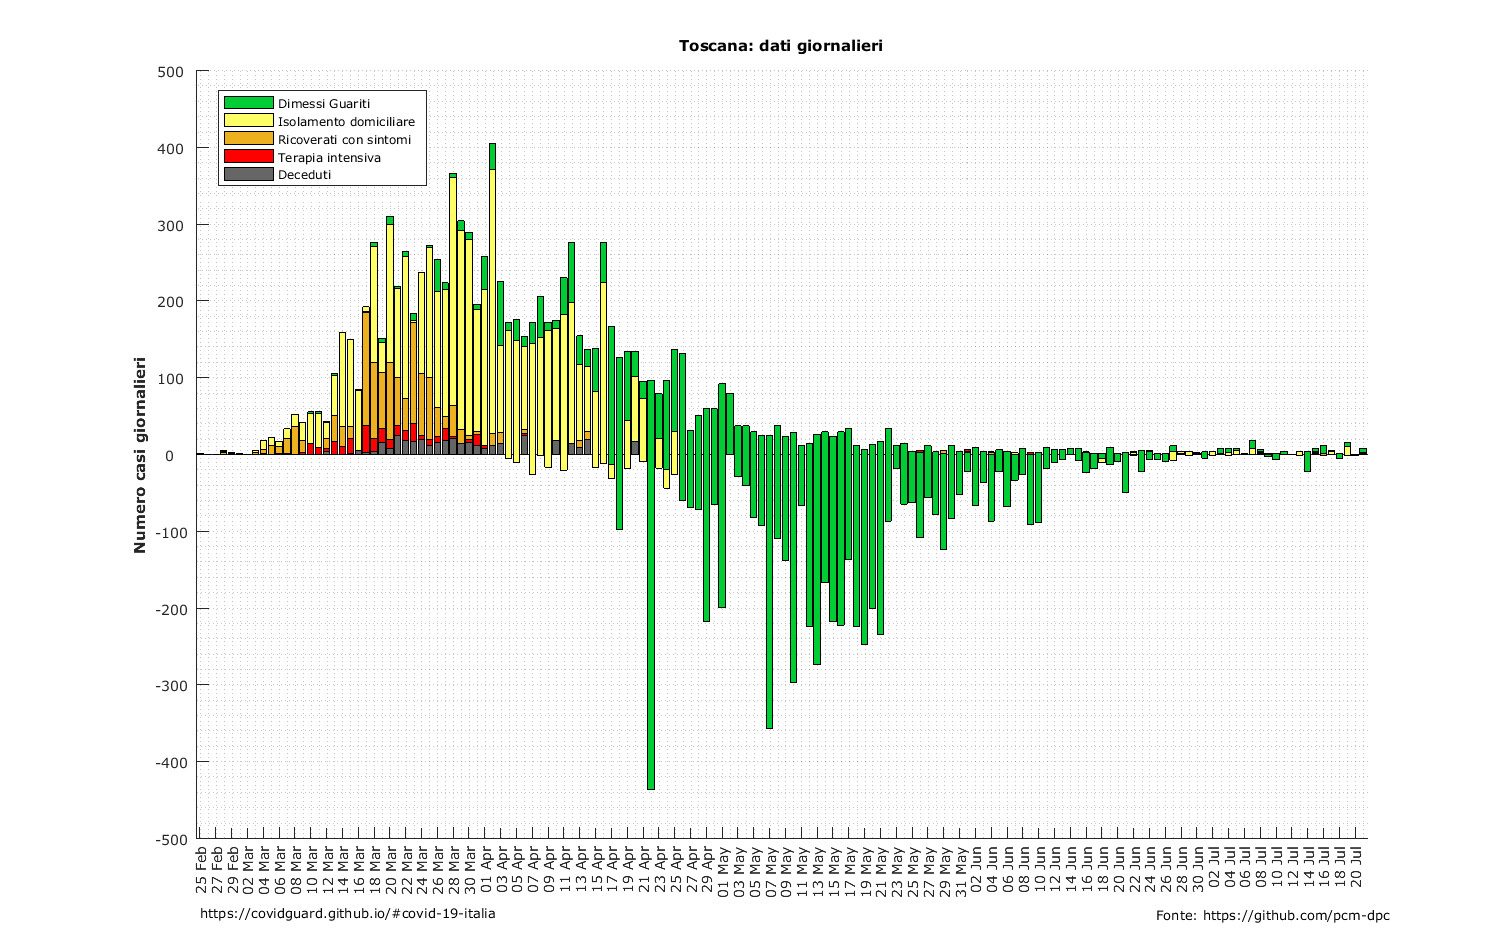 Toscana: dati giornalieri
500
400
300
200
100
0
-100
-200
-300
-400
-500
Numero casi giornalieri
Dimessi Guariti
Isolamento domiciliare
Ricoverati con sintomi
Terapia intensiva
Deceduti
25 Feb
27 Feb
29 Feb
02 Mar
04 Mar
06 Mar
08 Mar
10 Mar
12 Mar
14 Mar
16 Mar
18 Mar
20 Mar
22 Mar
24 Mar
26 Mar
28 Mar
30 Mar
01 Apr
03 Apr
05 Apr
07 Apr
09 Apr
11 Apr
13 Apr
15 Apr
17 Apr
19 Apr
21 Apr
23 Apr
25 Apr
27 Apr
29 Apr
01 May
03 May
05 May
07 May
09 May
11 May
13 May
15 May
17 May
19 May
21 May
23 May
25 May
27 May
29 May
31 May
02 Jun
04 Jun
06 Jun
08 Jun
10 Jun
12 Jun
14 Jun
16 Jun
18 Jun
20 Jun
22 Jun
24 Jun
26 Jun
28 Jun
30 Jun
02 Jul
04 Jul
06 Jul
08 Jul
10 Jul
12 Jul
14 Jul
16 Jul
18 Jul
20 Jul
https://covidguard.github.io/#covid-19-italia
Fonte: https://github.com/pcm-dpc